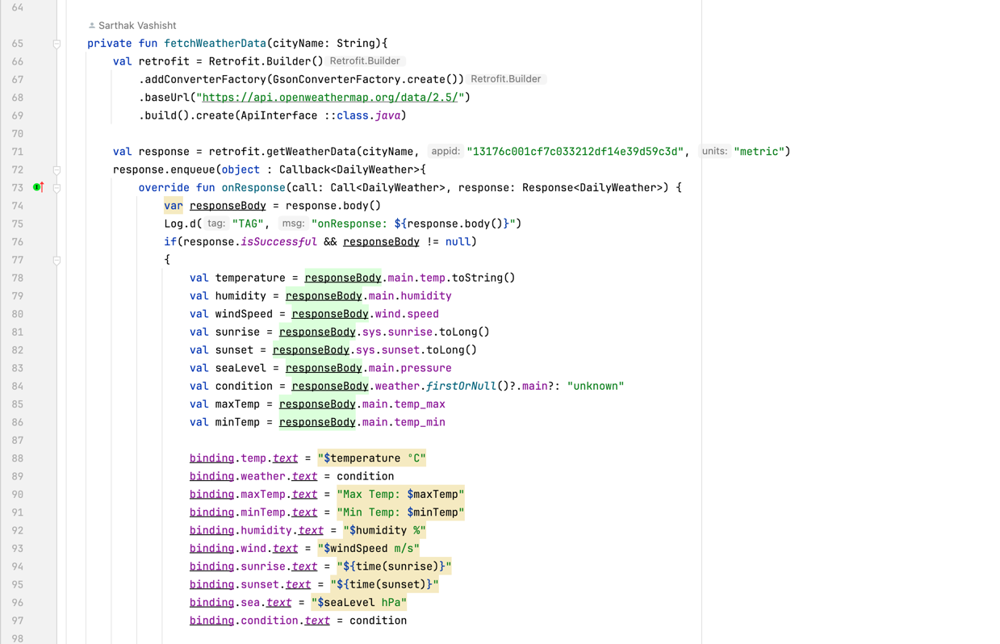 64
Sarthak Vashisht
65 private fun fetchWeatherData(cityName: String){
66 val retrofit = Retrofit.Builder() Retrofit.Builder
67 .addConverterFactory(GsonConverterFactory.create()) Retrofit.Builder
68 .baseUrl("https://api.openweathermap.org/data/2.5/")
69 .build().create(ApiInterface ::class.java)
70
71 val response = retrofit.getWeatherData(cityName, appid: "13176c001cf7c033212df14e39d59c3d", units: "metric")
72 response.enqueue(object : Callback<DailyWeather>{
73 override fun onResponse(call: Call<DailyWeather>, response: Response<DailyWeather>) {
74 var responseBody = response.body()
75 Log.d( tag: "TAG", msg: "onResponse: ${response.body()}")
76 if(response.isSuccessful && responseBody != null)
77 {
78 val temperature = responseBody.main.temp.toString()
79 val humidity = responseBody.main.humidity
80 val windSpeed = responseBody.wind.speed
81 val sunrise = responseBody.sys.sunrise.toLong()
82 val sunset = responseBody.sys.sunset.toLong()
83 val seaLevel = responseBody.main.pressure
84 val condition = responseBody.weather.firstOrNull()?.main?: "unknown"
85 val maxTemp = responseBody.main.temp_max
86 val minTemp = responseBody.main.temp_min
87
88 binding.temp.text = "$temperature °C"
89 binding.weather.text = condition
90 binding.maxTemp.text = "Max Temp: $maxTemp"
91 binding.minTemp.text = "Min Temp: $minTemp"
92 binding.humidity.text = "$humidity %"
93 binding.wind.text = "$windSpeed m/s"
94 binding.sunrise.text = "${time(sunrise)}"
95 binding.sunset.text = "${time(sunset)}"
96 binding.sea.text = "$seaLevel hPa"
97 binding.condition.text = condition
98